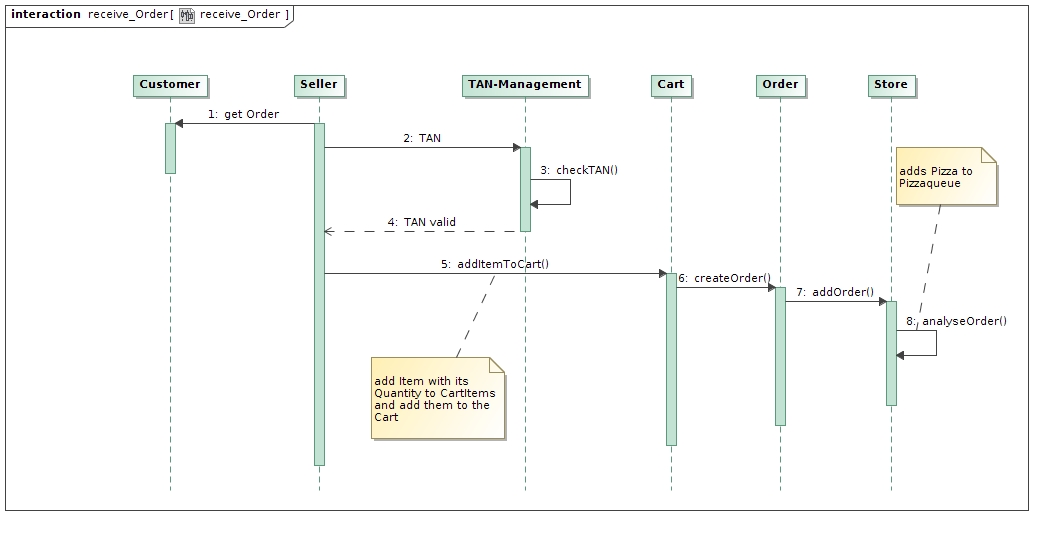 interaction receive_Order[ receive_Order ]
Customer
Seller
TAN-Management
Cart
Order
Store
1: get Order
2: TAN
3: checkTAN()
adds Pizza to
Pizzaqueue
4: TAN valid
5: addItemToCart()
6: createOrder()
7: addOrder()
8: analyseOrder()
add Item with its
Quantity to CartItems
and add them to the
Cart